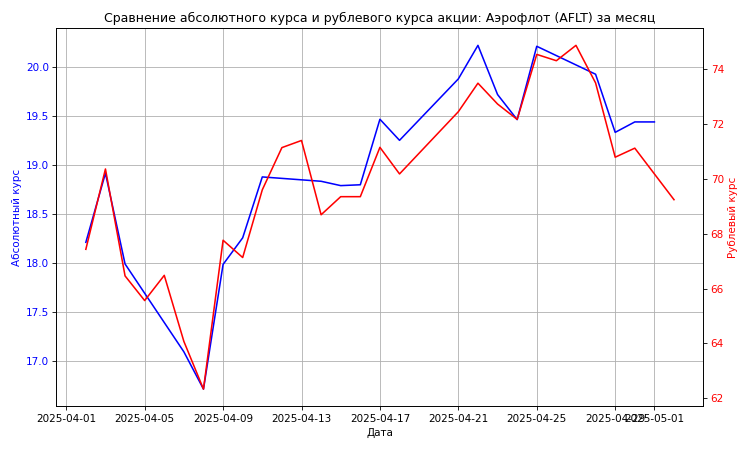 Сравнение абсолютного курса и рублевого курса акции: Аэрофлот (AFLT) за месяц
Абсолютный курс
20.0
19.5
19.0
18.5
18.0
17.5
17.0
74
72
70
68
66
64
62
Рублевый курс
2025-04-01 2025-04-05 2025-04-09 2025-04-13 2025-04-17 2025-04-21 2025-04-25 2025-04-29 2025-05-01
Дата